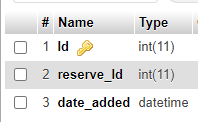 # Name Type
1 Id int(11)
2 reserve_Id int(11)
3 date_added datetime